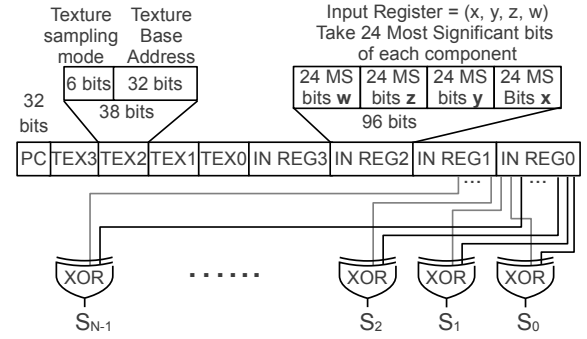 Texture
sampling
mode
Texture
Base
Address
Input Register = (x, y, z, w)
Take 24 Most Significant bits
of each component
6 bits
32 bits
24 MS
bits w
24 MS
bits z
24 MS
bits y
24 MS
Bits x
32
bits
38 bits
96 bits
PC
TEX3
TEX2
TEX1
TEX0
IN REG3
IN REG2
IN REG1
IN REG0
...
...
XOR
......
XOR
XOR
XOR
SN-1
S2
S1
S0